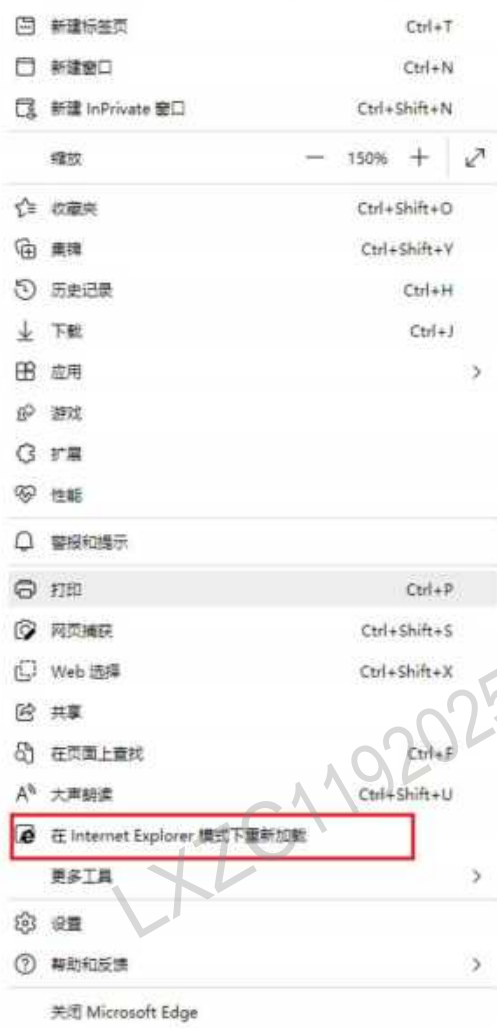 新建标签页 Ctrl+T
新建窗口 Ctrl+N
新建 InPrivate 窗口 Ctrl+Shift+N
缩放 — 150% +
收藏夹 Ctrl+Shift+O
集锦 Ctrl+Shift+Y
历史记录 Ctrl+H
下载 Ctrl+J
应用
游戏
扩展
性能
警报和提示
打印 Ctrl+P
网页捕获 Ctrl+Shift+S
Web 选择 Ctrl+Shift+X
共享
在页面上查找 Ctrl+F
大声朗读 Ctrl+Shift+U
在 Internet Explorer 模式下重新加载
更多工具
设置
帮助和反馈
关闭 Microsoft Edge
LXZC1192025